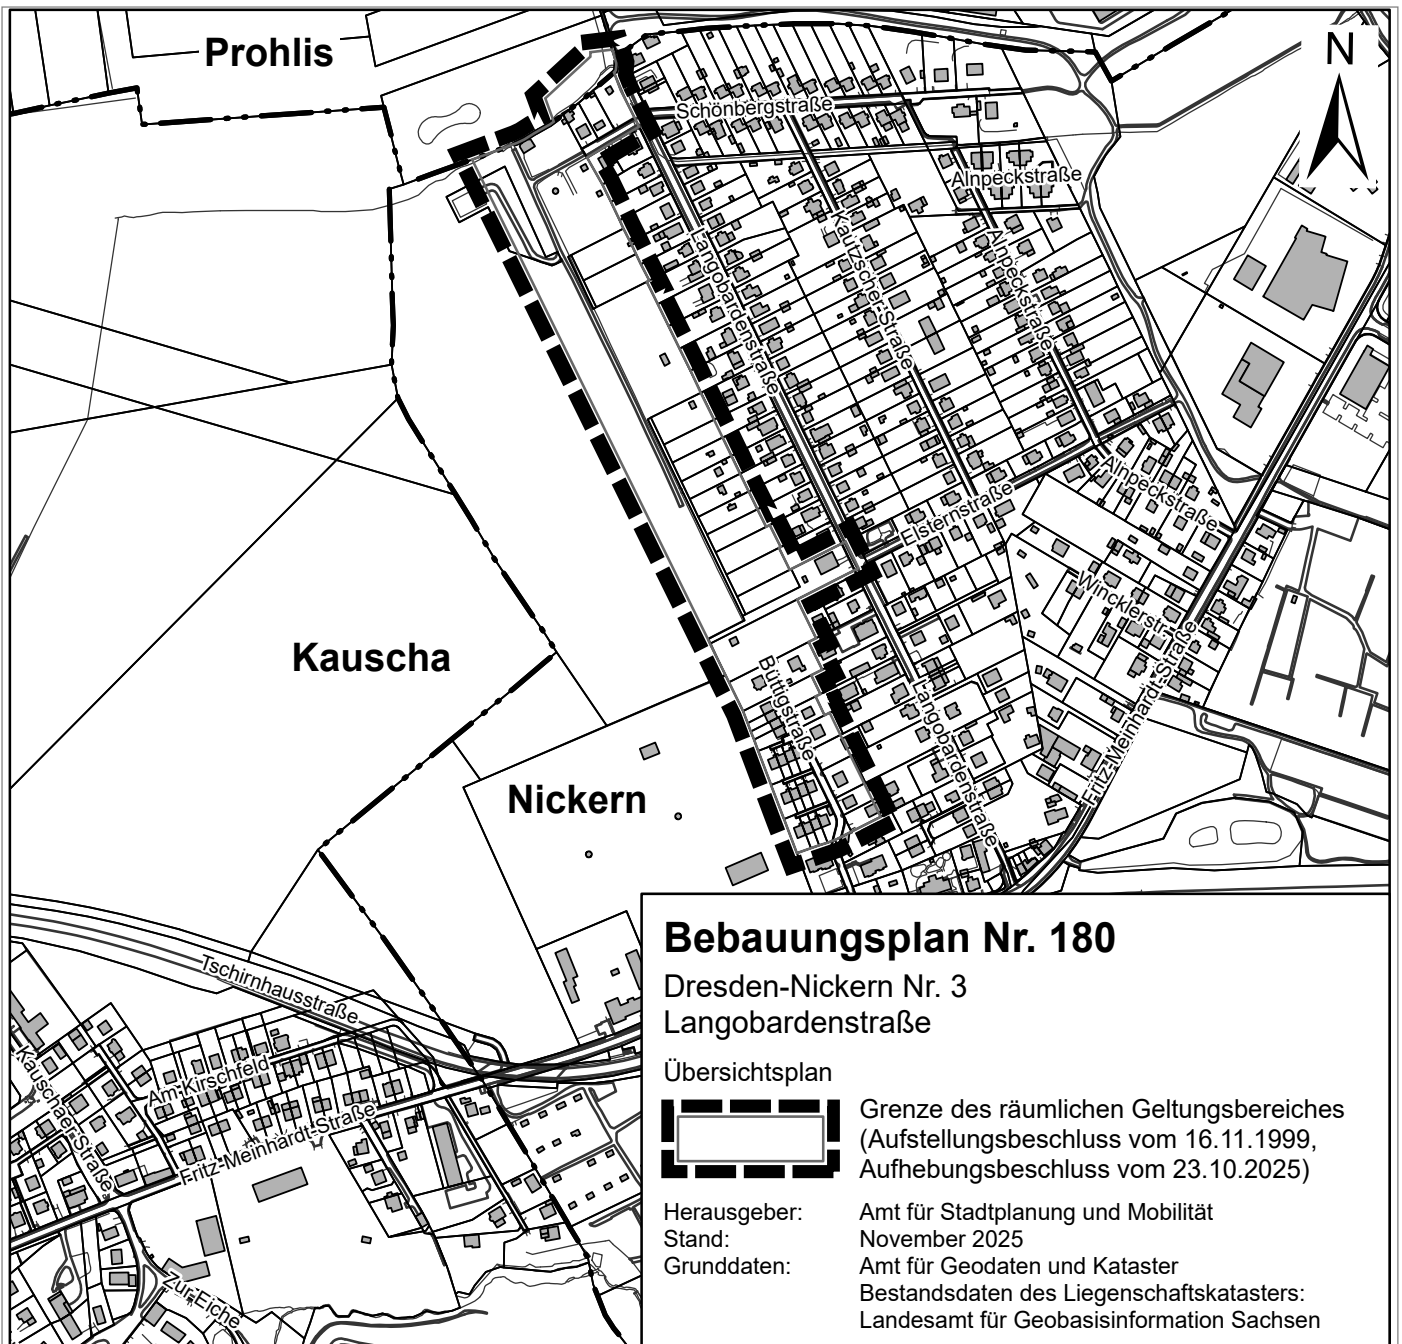 Prohlis
N
Schönbergstraße
Alnpeckstraße
Langobardenstraße
Kautzscher-Straße
Alnpeckstraße
Alnpeckstraße
Elsternstraße
Wincklerstr.
Kauscha
Büttigstraße
Langobardenstraße
Fritz-Meinhardt-Straße
Nickern
Tschirnhausstraße
Am-Kirschfeld
Kauschaer-Straße
Fritz-Meinhardt-Straße
Zur-Eiche
Bebauungsplan Nr. 180
Dresden-Nickern Nr. 3
Langobardenstraße
Übersichtsplan
Grenze des räumlichen Geltungsbereiches
(Aufstellungsbeschluss vom 16.11.1999,
Aufhebungsbeschluss vom 23.10.2025)
Herausgeber: Amt für Stadtplanung und Mobilität
Stand: November 2025
Grunddaten: Amt für Geodaten und Kataster
Bestandsdaten des Liegenschaftskatasters:
Landesamt für Geobasisinformation Sachsen